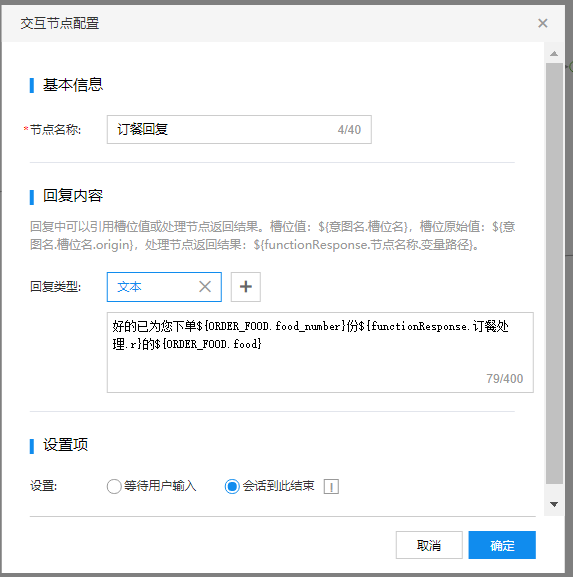 交互节点配置
基本信息
*节点名称: 订餐回复 4/40
回复内容
回复中可以引用槽位值或处理节点返回结果。槽位值：${意图名.槽位名}，槽位原始值：${意
图名.槽位名.origin}，处理节点返回结果：${functionResponse.节点名称.变量路径}。
回复类型: 文本
好的已为您下单${ORDER_FOOD.food_number}份${functionResponse.订餐处
理.r}的${ORDER_FOOD.food}
79/400
设置项
设置: 等待用户输入 会话到此结束
取消 确定